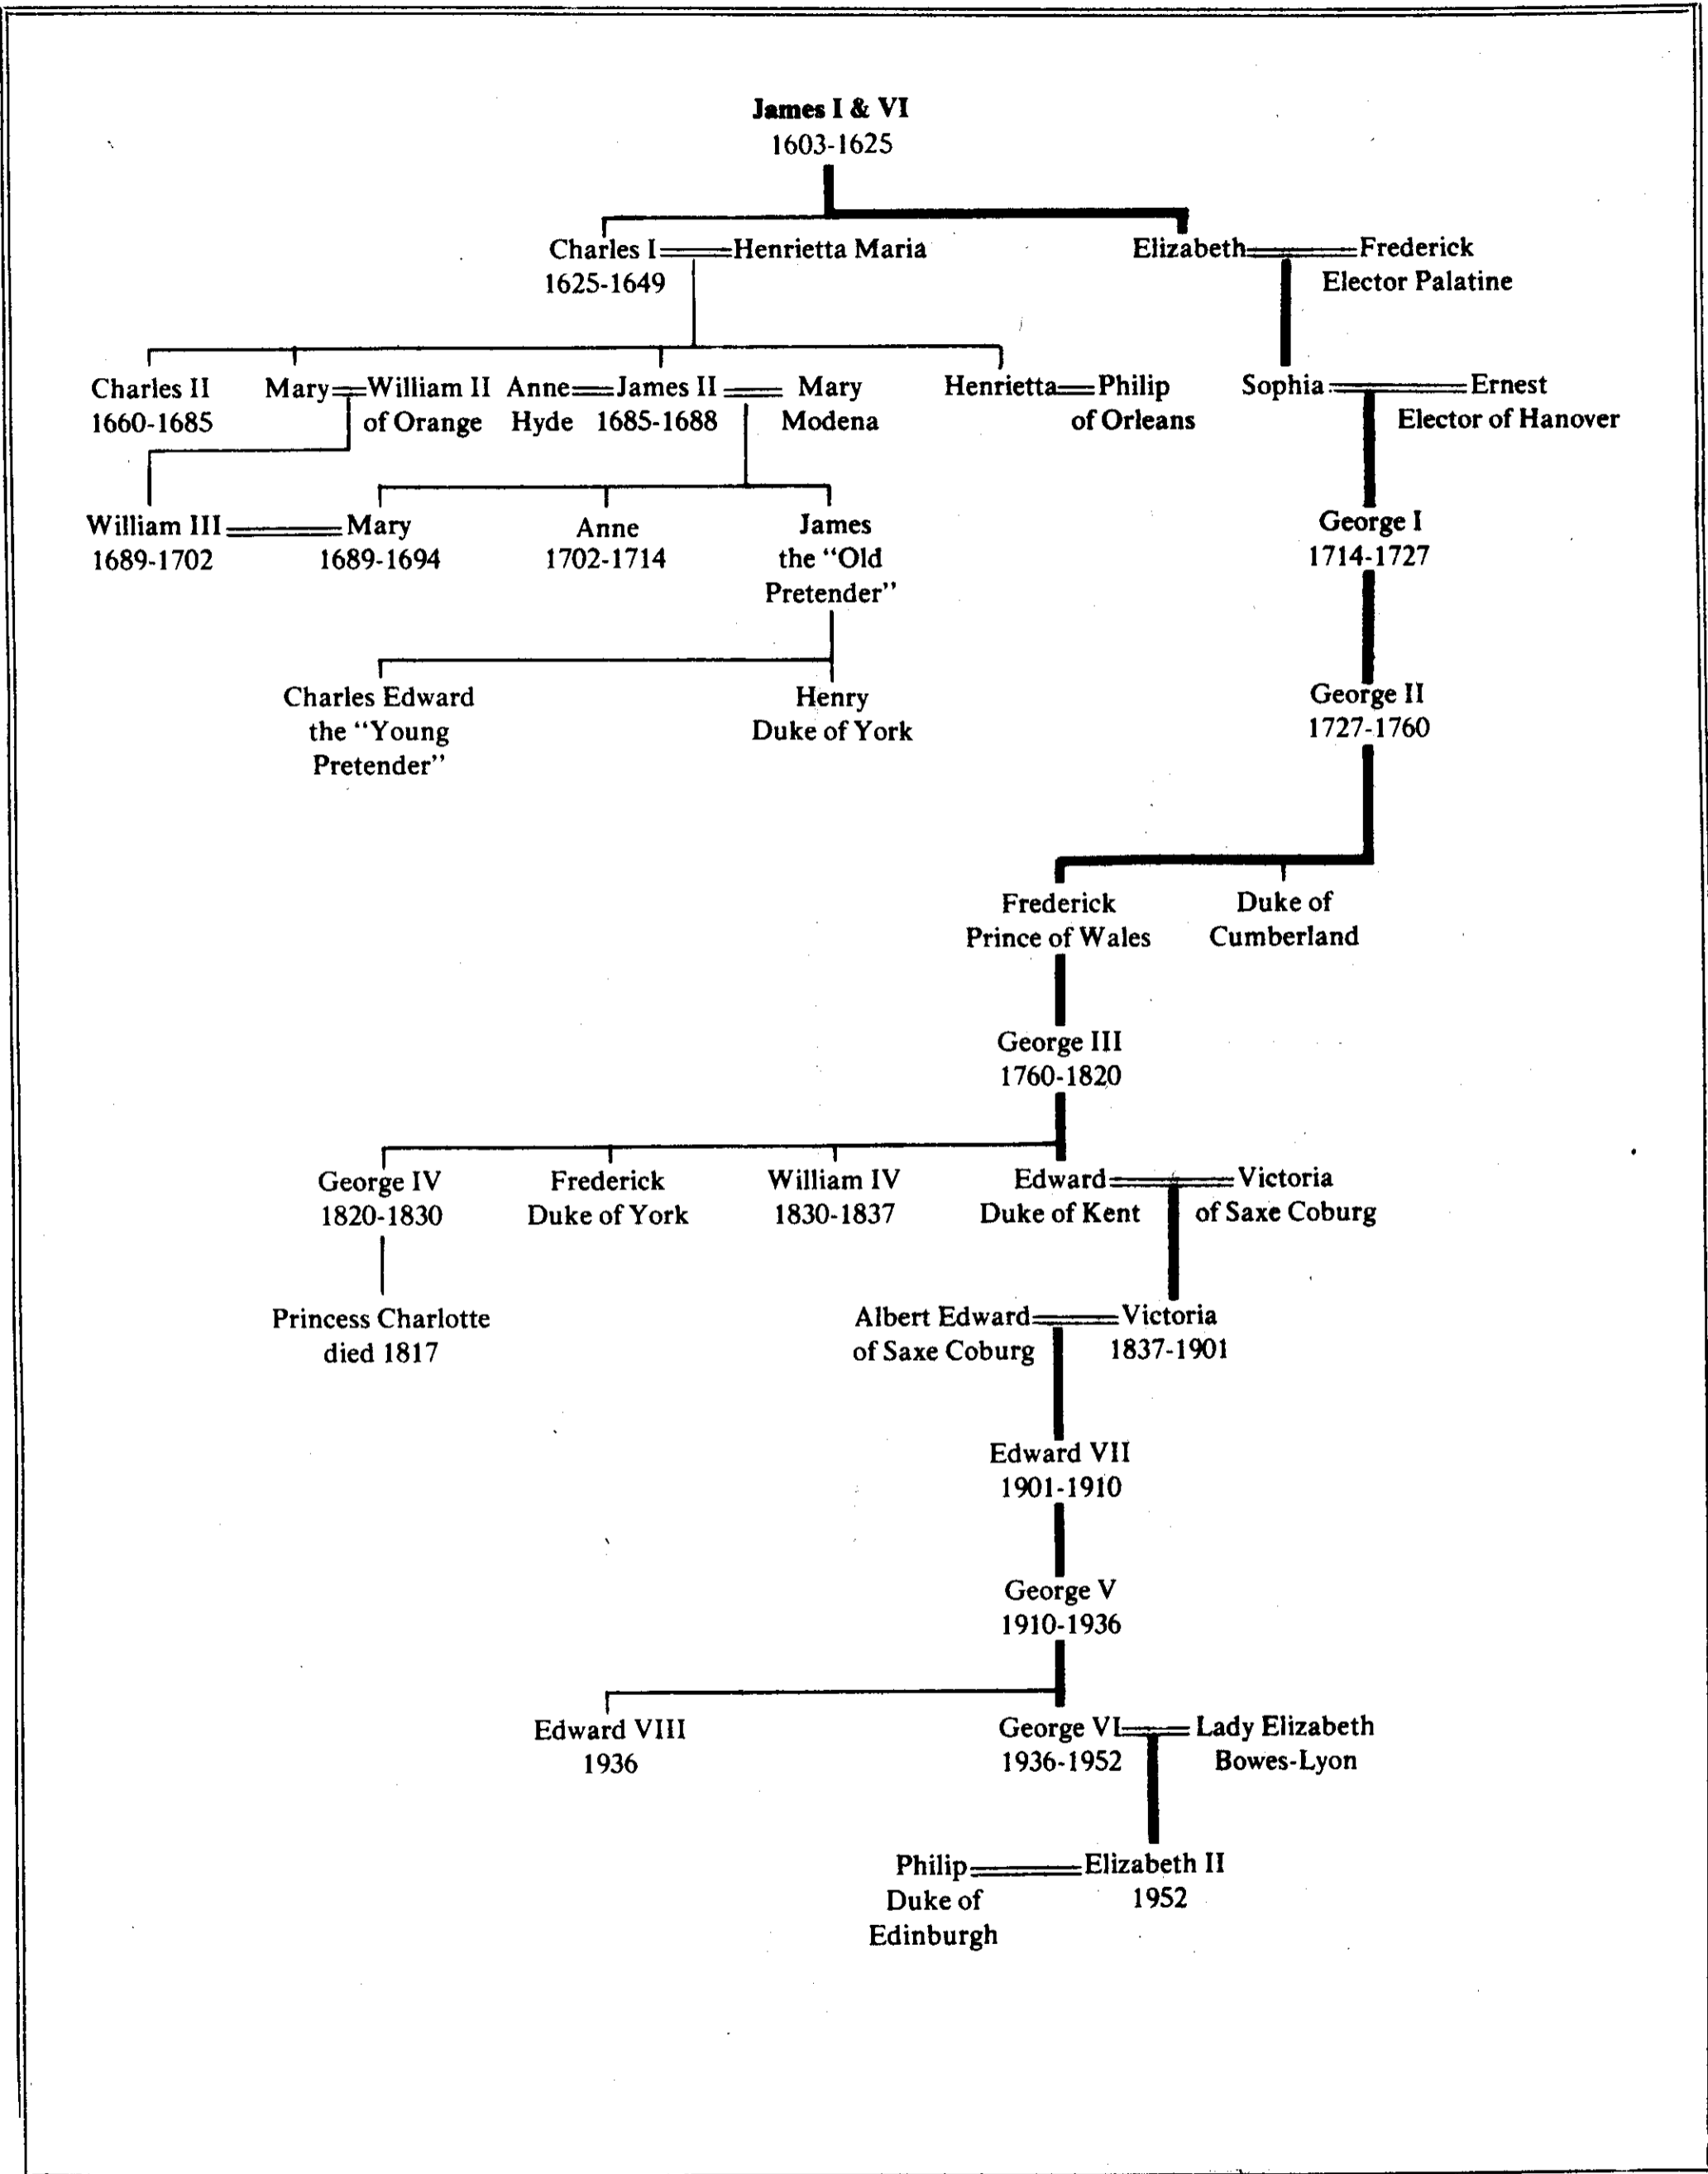 James I & VI
1603-1625
Charles I Henrietta Maria Elizabeth Frederick
1625-1649 Elector Palatine
Charles II Mary William II Anne James II Mary Henrietta Philip Sophia Ernest
1660-1685 of Orange Hyde 1685-1688 Modena of Orleans Elector of Hanover
William III Mary Anne James George I
1689-1702 1689-1694 1702-1714 the “Old 1714-1727
Pretender”
Charles Edward Henry George II
the “Young Duke of York 1727-1760
Pretender”
Frederick Duke of
Prince of Wales Cumberland
George III
1760-1820
George IV Frederick William IV Edward Victoria
1820-1830 Duke of York 1830-1837 Duke of Kent of Saxe Coburg
Princess Charlotte Albert Edward Victoria
died 1817 of Saxe Coburg 1837-1901
Edward VII
1901-1910
George V
1910-1936
Edward VIII George VI Lady Elizabeth
1936 1936-1952 Bowes-Lyon
Philip Elizabeth II
Duke of 1952
Edinburgh